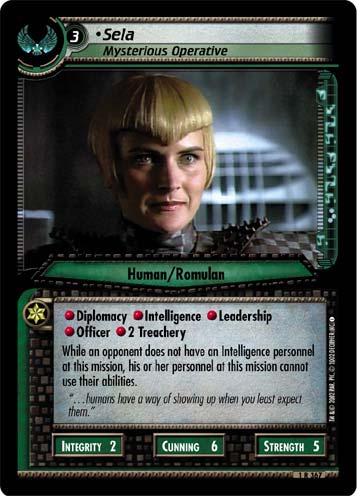 3 •Sela
Mysterious Operative
Human/Romulan
Diplomacy Intelligence Leadership
Officer 2 Treachery
While an opponent does not have an Intelligence personnel
at this mission, his or her personnel at this mission cannot
use their abilities.
"…humans have a way of showing up when you least expect
them."
INTEGRITY 2 CUNNING 6 STRENGTH 5
1 R 367